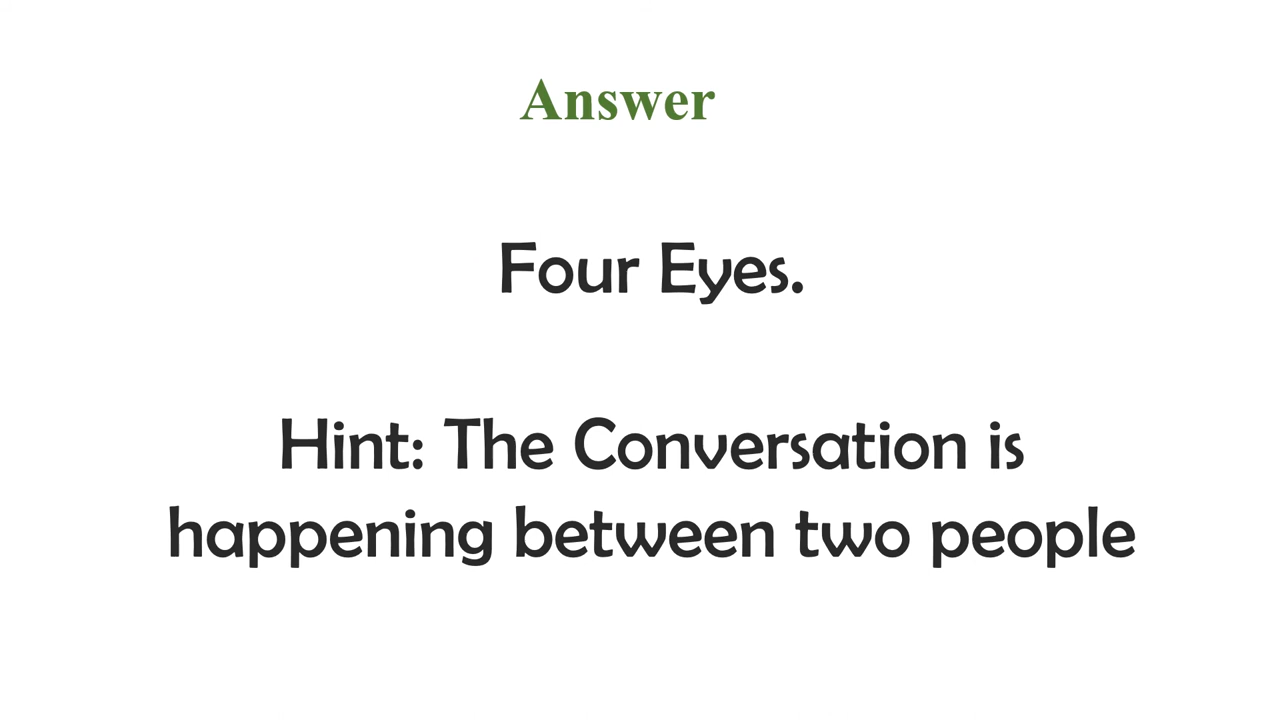 Answer
Four Eyes.
Hint: The Conversation is
happening between two people